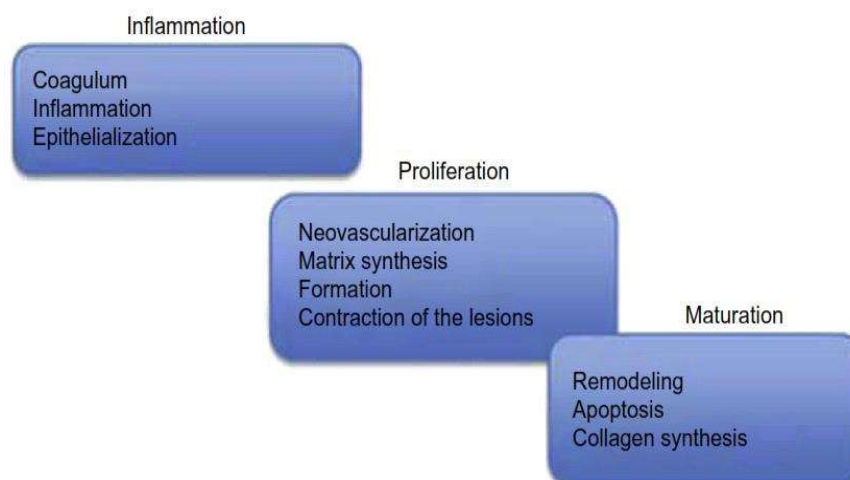 Inflammation
Coagulum
Inflammation
Epithelialization
Proliferation
Neovascularization
Matrix synthesis
Formation
Contraction of the lesions
Maturation
Remodeling
Apoptosis
Collagen synthesis